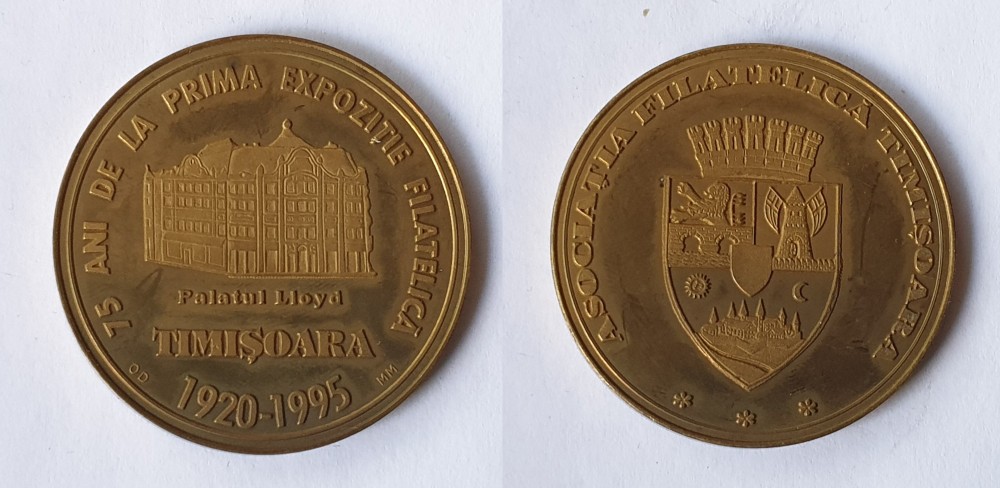 75 ANI DE LA PRIMA EXPOZIȚIE FILATELICĂ
Palatul Lloyd
TIMIȘOARA
OD
MM
1920-1995
ASOCIAȚIA FILATELICĂ TIMIȘOARA
* * *